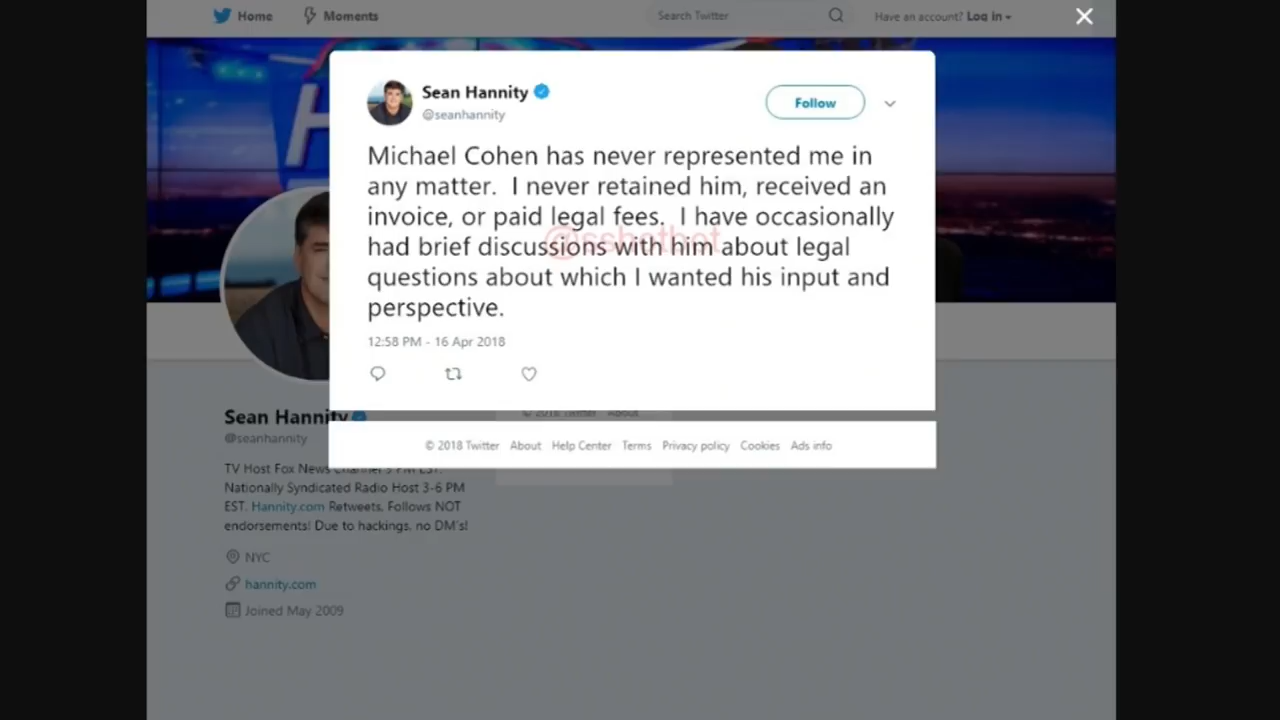 Home
Moments
Search Twitter
Have an account? Log in
Sean Hannity
@seanhannity
Follow
Michael Cohen has never represented me in
any matter.  I never retained him, received an
invoice, or paid legal fees.  I have occasionally
had brief discussions with him about legal
questions about which I wanted his input and
perspective.
12:58 PM - 16 Apr 2018
© 2018 Twitter About
© 2018 Twitter About Help Center Terms Privacy policy Cookies Ads info
Sean Hannity
@seanhannity
TV Host Fox News Channel 9 PM EST.
Nationally Syndicated Radio Host 3-6 PM
EST. Hannity.com Retweets, Follows NOT
endorsements! Due to hackings, no DM's!
NYC
hannity.com
Joined May 2009